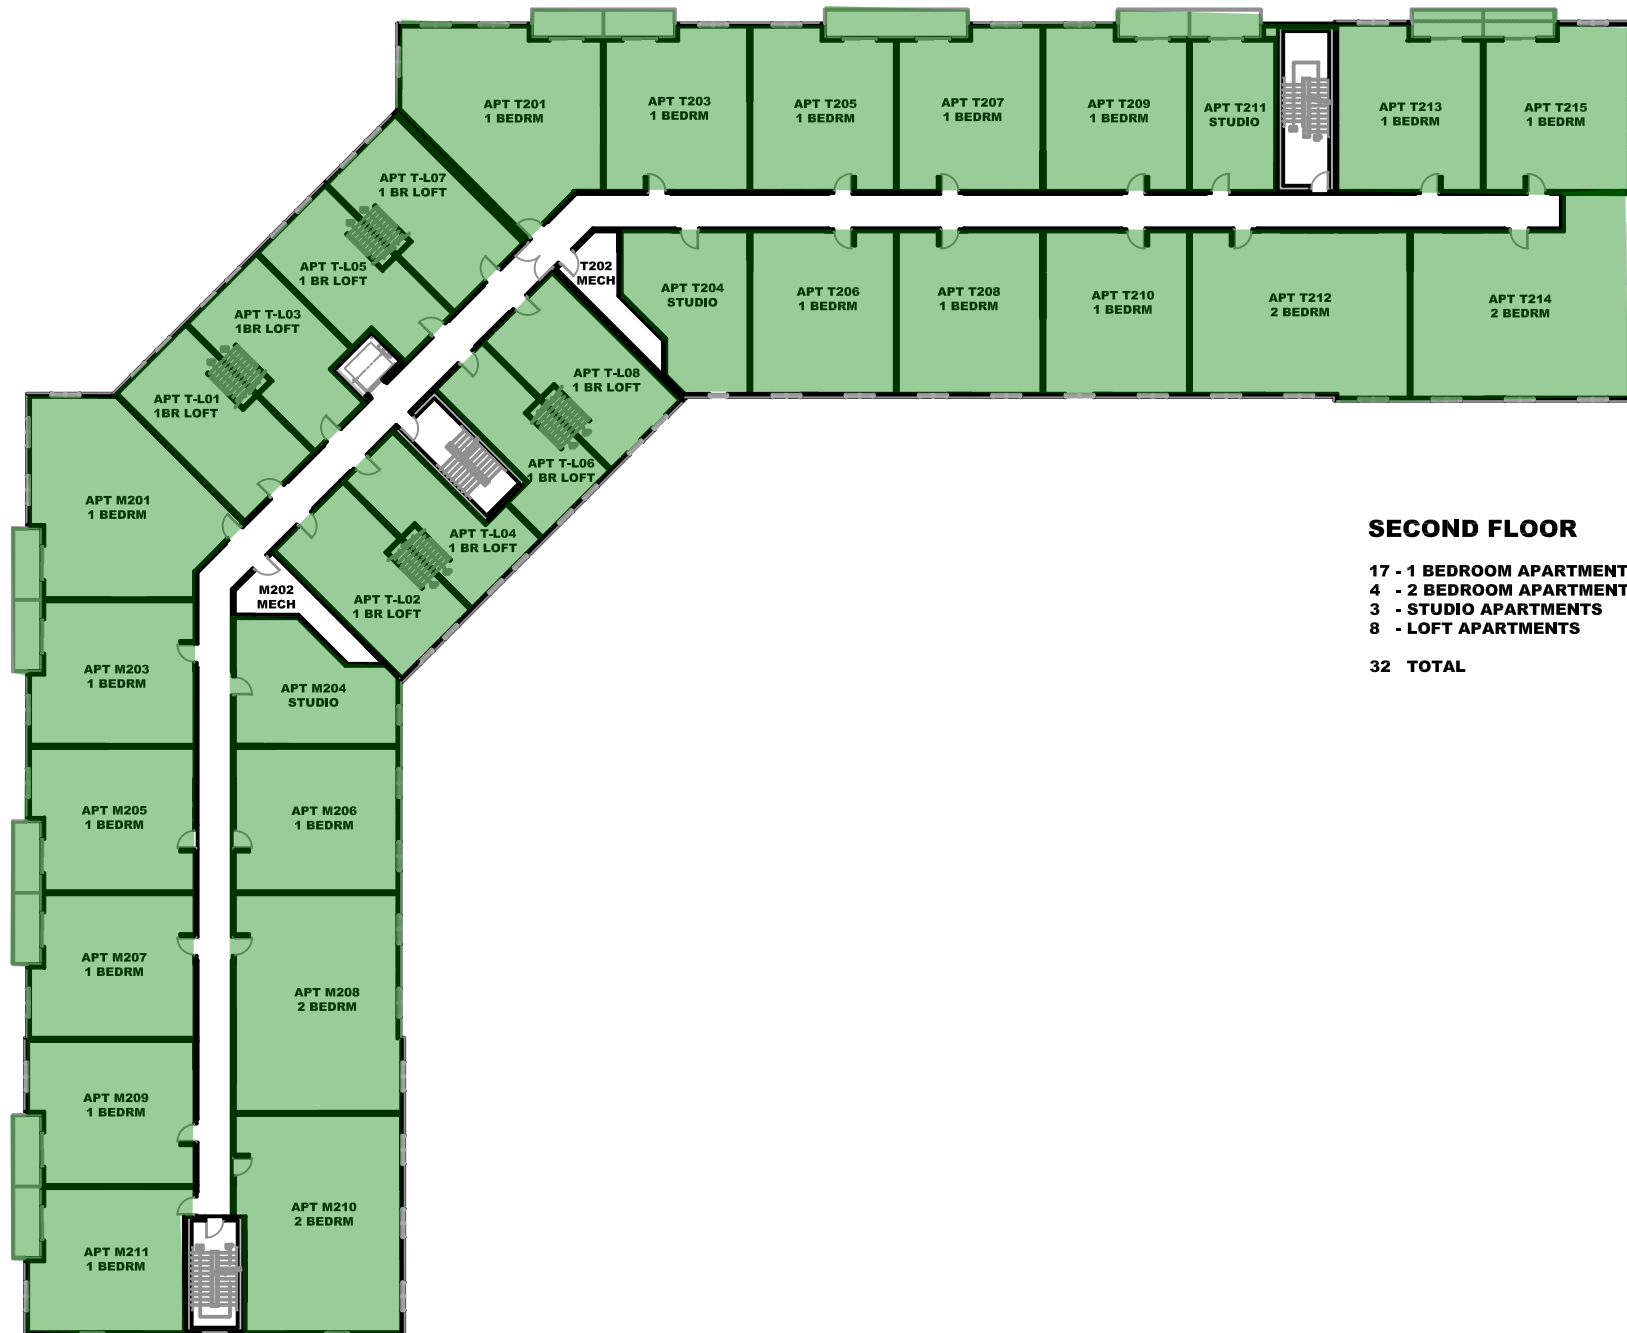 APT T201
1 BEDRM
APT T203
1 BEDRM
APT T205
1 BEDRM
APT T207
1 BEDRM
APT T209
1 BEDRM
APT T211
STUDIO
APT T213
1 BEDRM
APT T215
1 BEDRM
APT T-L07
1 BR LOFT
APT T-L05
1 BR LOFT
APT T-L03
1BR LOFT
APT T-L01
1BR LOFT
T202
MECH
APT T204
STUDIO
APT T206
1 BEDRM
APT T208
1 BEDRM
APT T210
1 BEDRM
APT T212
2 BEDRM
APT T214
2 BEDRM
APT T-L08
1 BR LOFT
APT T-L06
1 BR LOFT
APT T-L04
1 BR LOFT
APT T-L02
1 BR LOFT
APT M201
1 BEDRM
M202
MECH
APT M203
1 BEDRM
APT M204
STUDIO
APT M205
1 BEDRM
APT M206
1 BEDRM
APT M207
1 BEDRM
APT M208
2 BEDRM
APT M209
1 BEDRM
APT M210
2 BEDRM
APT M211
1 BEDRM
SECOND FLOOR
17 - 1 BEDROOM APARTMENT
4 - 2 BEDROOM APARTMENT
3 - STUDIO APARTMENTS
8 - LOFT APARTMENTS
32 TOTAL